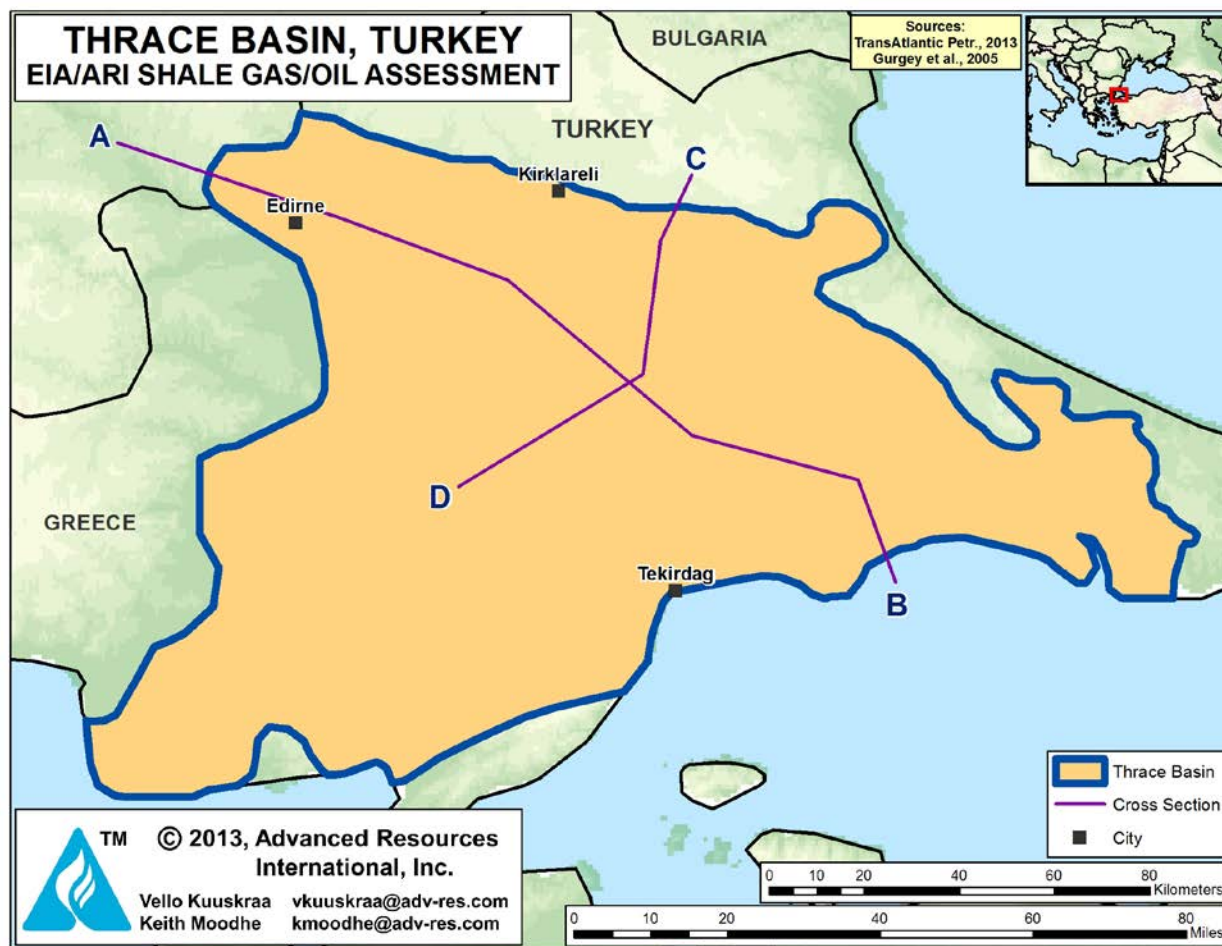 THRACE BASIN, TURKEY
EIA/ARI SHALE GAS/OIL ASSESSMENT
BULGARIA
Sources:
TransAtlantic Petr., 2013
Gurgey et al., 2005
A
TURKEY
C
Kirklareli
Edirne
D
GREECE
Tekirdag
B
Thrace Basin
Cross Section
City
TM
© 2013, Advanced Resources
International, Inc.
Vello Kuuskraa vkuuskraa@adv-res.com
Keith Moodhe kmoodhe@adv-res.com
0 10 20 40 60 80
Kilometers
0 10 20 40 60 80
Miles